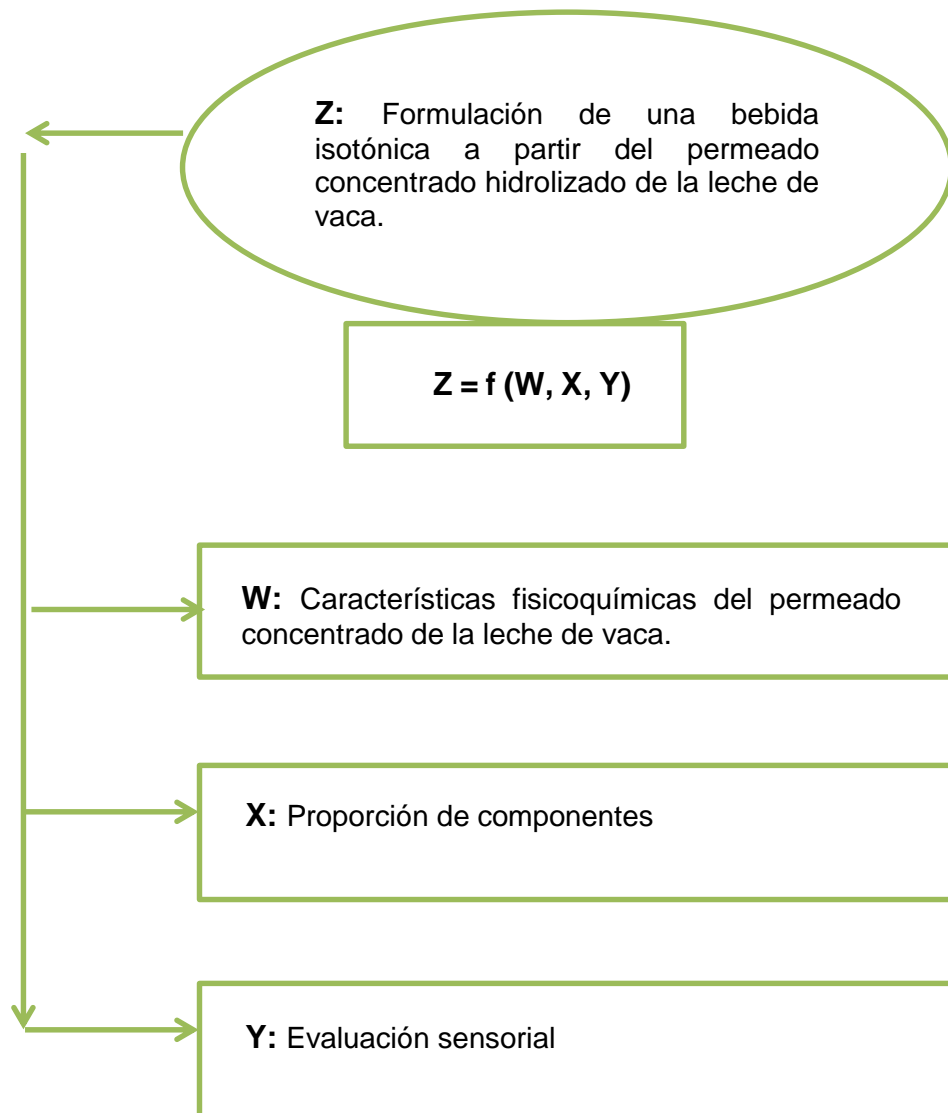 Z: Formulación de una bebida
isotónica a partir del permeado
concentrado hidrolizado de la leche de
vaca.
Z = f (W, X, Y)
W: Características fisicoquímicas del permeado
concentrado de la leche de vaca.
X: Proporción de componentes
Y: Evaluación sensorial